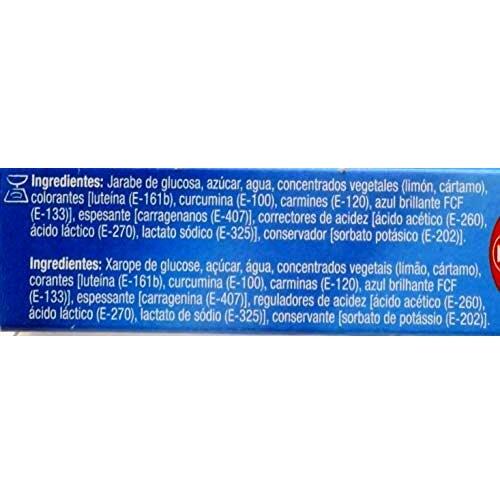 Ingredientes: Jarabe de glucosa, azúcar, agua, concentrados vegetales (limón, cártamo),
colorantes [luteína (E-161b), curcumina (E-100), carmines (E-120), azul brillante FCF
(E-133)], espesante [carragenanos (E-407)], correctores de acidez [ácido acético (E-260),
ácido láctico (E-270), lactato sódico (E-325)], conservador [sorbato potásico (E-202)].
Ingredientes: Xarope de glucose, açúcar, água, concentrados vegetais (limão, cártamo),
corantes [luteína (E-161b), curcumina (E-100), carminas (E-120), azul brilhante FCF
(E-133)], espessante [carragenina (E-407)], reguladores de acidez [ácido acético (E-260),
ácido láctico (E-270), lactato de sódio (E-325)], conservante [sorbato de potássio (E-202)].